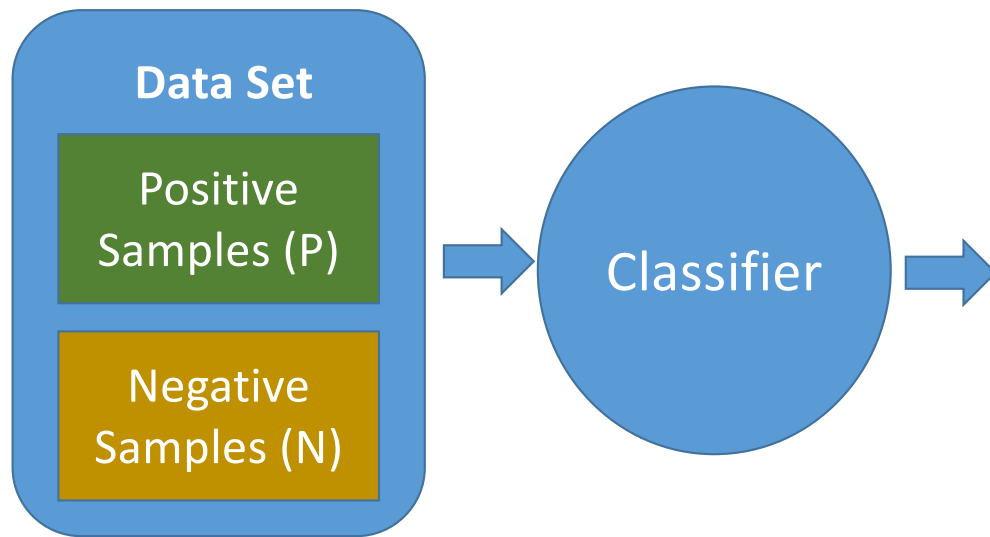 Data Set
Positive
Samples (P)
Negative
Samples (N)
Classifier